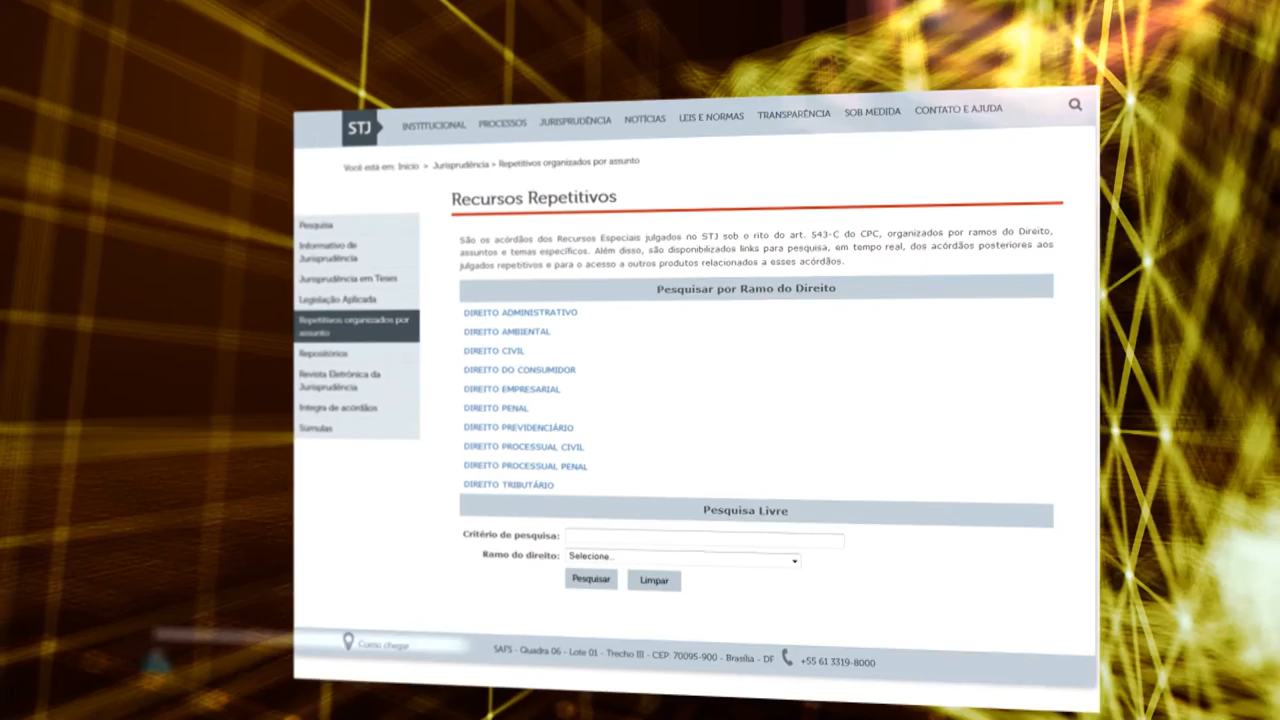 STJ INSTITUCIONAL PROCESSOS JURISPRUDÊNCIA NOTÍCIAS LEIS E NORMAS TRANSPARÊNCIA SOB MEDIDA CONTATO E AJUDA
Você está em: Início > Jurisprudência > Repetitivos organizados por assunto
Pesquisa
Informativo de
Jurisprudência
Jurisprudência em Teses
Legislação Aplicada
Repetitivos organizados por
assunto
Repositórios
Revista Eletrônica da
Jurisprudência
Íntegra de acórdãos
Súmulas
Recursos Repetitivos
São os acórdãos dos Recursos Especiais julgados no STJ sob o rito do art. 543-C do CPC, organizados por ramos do Direito,
assuntos e temas específicos. Além disso, são disponibilizados links para pesquisa, em tempo real, dos acórdãos posteriores aos
julgados repetitivos e para o acesso a outros produtos relacionados a esses acórdãos.
Pesquisar por Ramo do Direito
DIREITO ADMINISTRATIVO
DIREITO AMBIENTAL
DIREITO CIVIL
DIREITO DO CONSUMIDOR
DIREITO EMPRESARIAL
DIREITO PENAL
DIREITO PREVIDENCIÁRIO
DIREITO PROCESSUAL CIVIL
DIREITO PROCESSUAL PENAL
DIREITO TRIBUTÁRIO
Pesquisa Livre
Critério de pesquisa:
Ramo do direito: Selecione...
Pesquisar Limpar
Como chegar SAFS - Quadra 06 - Lote 01 - Trecho III - CEP: 70095-900 - Brasília - DF +55 61 3319-8000